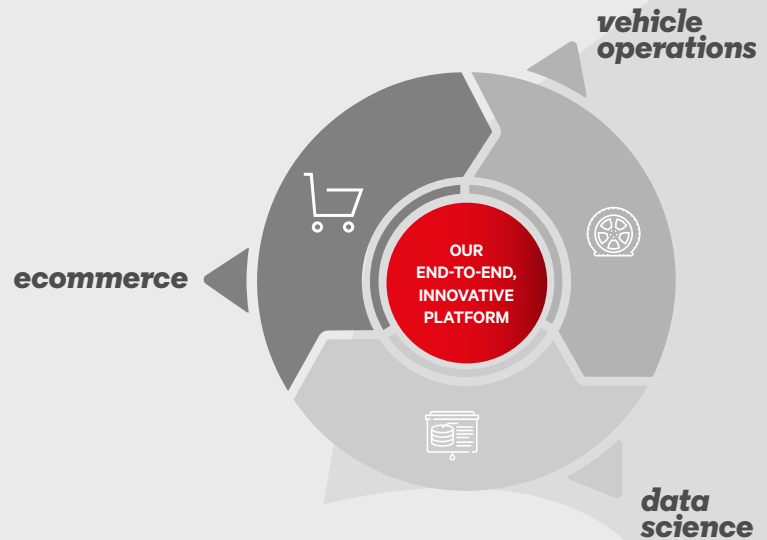 vehicle
operations
ecommerce
OUR
END-TO-END,
INNOVATIVE
PLATFORM
data
science